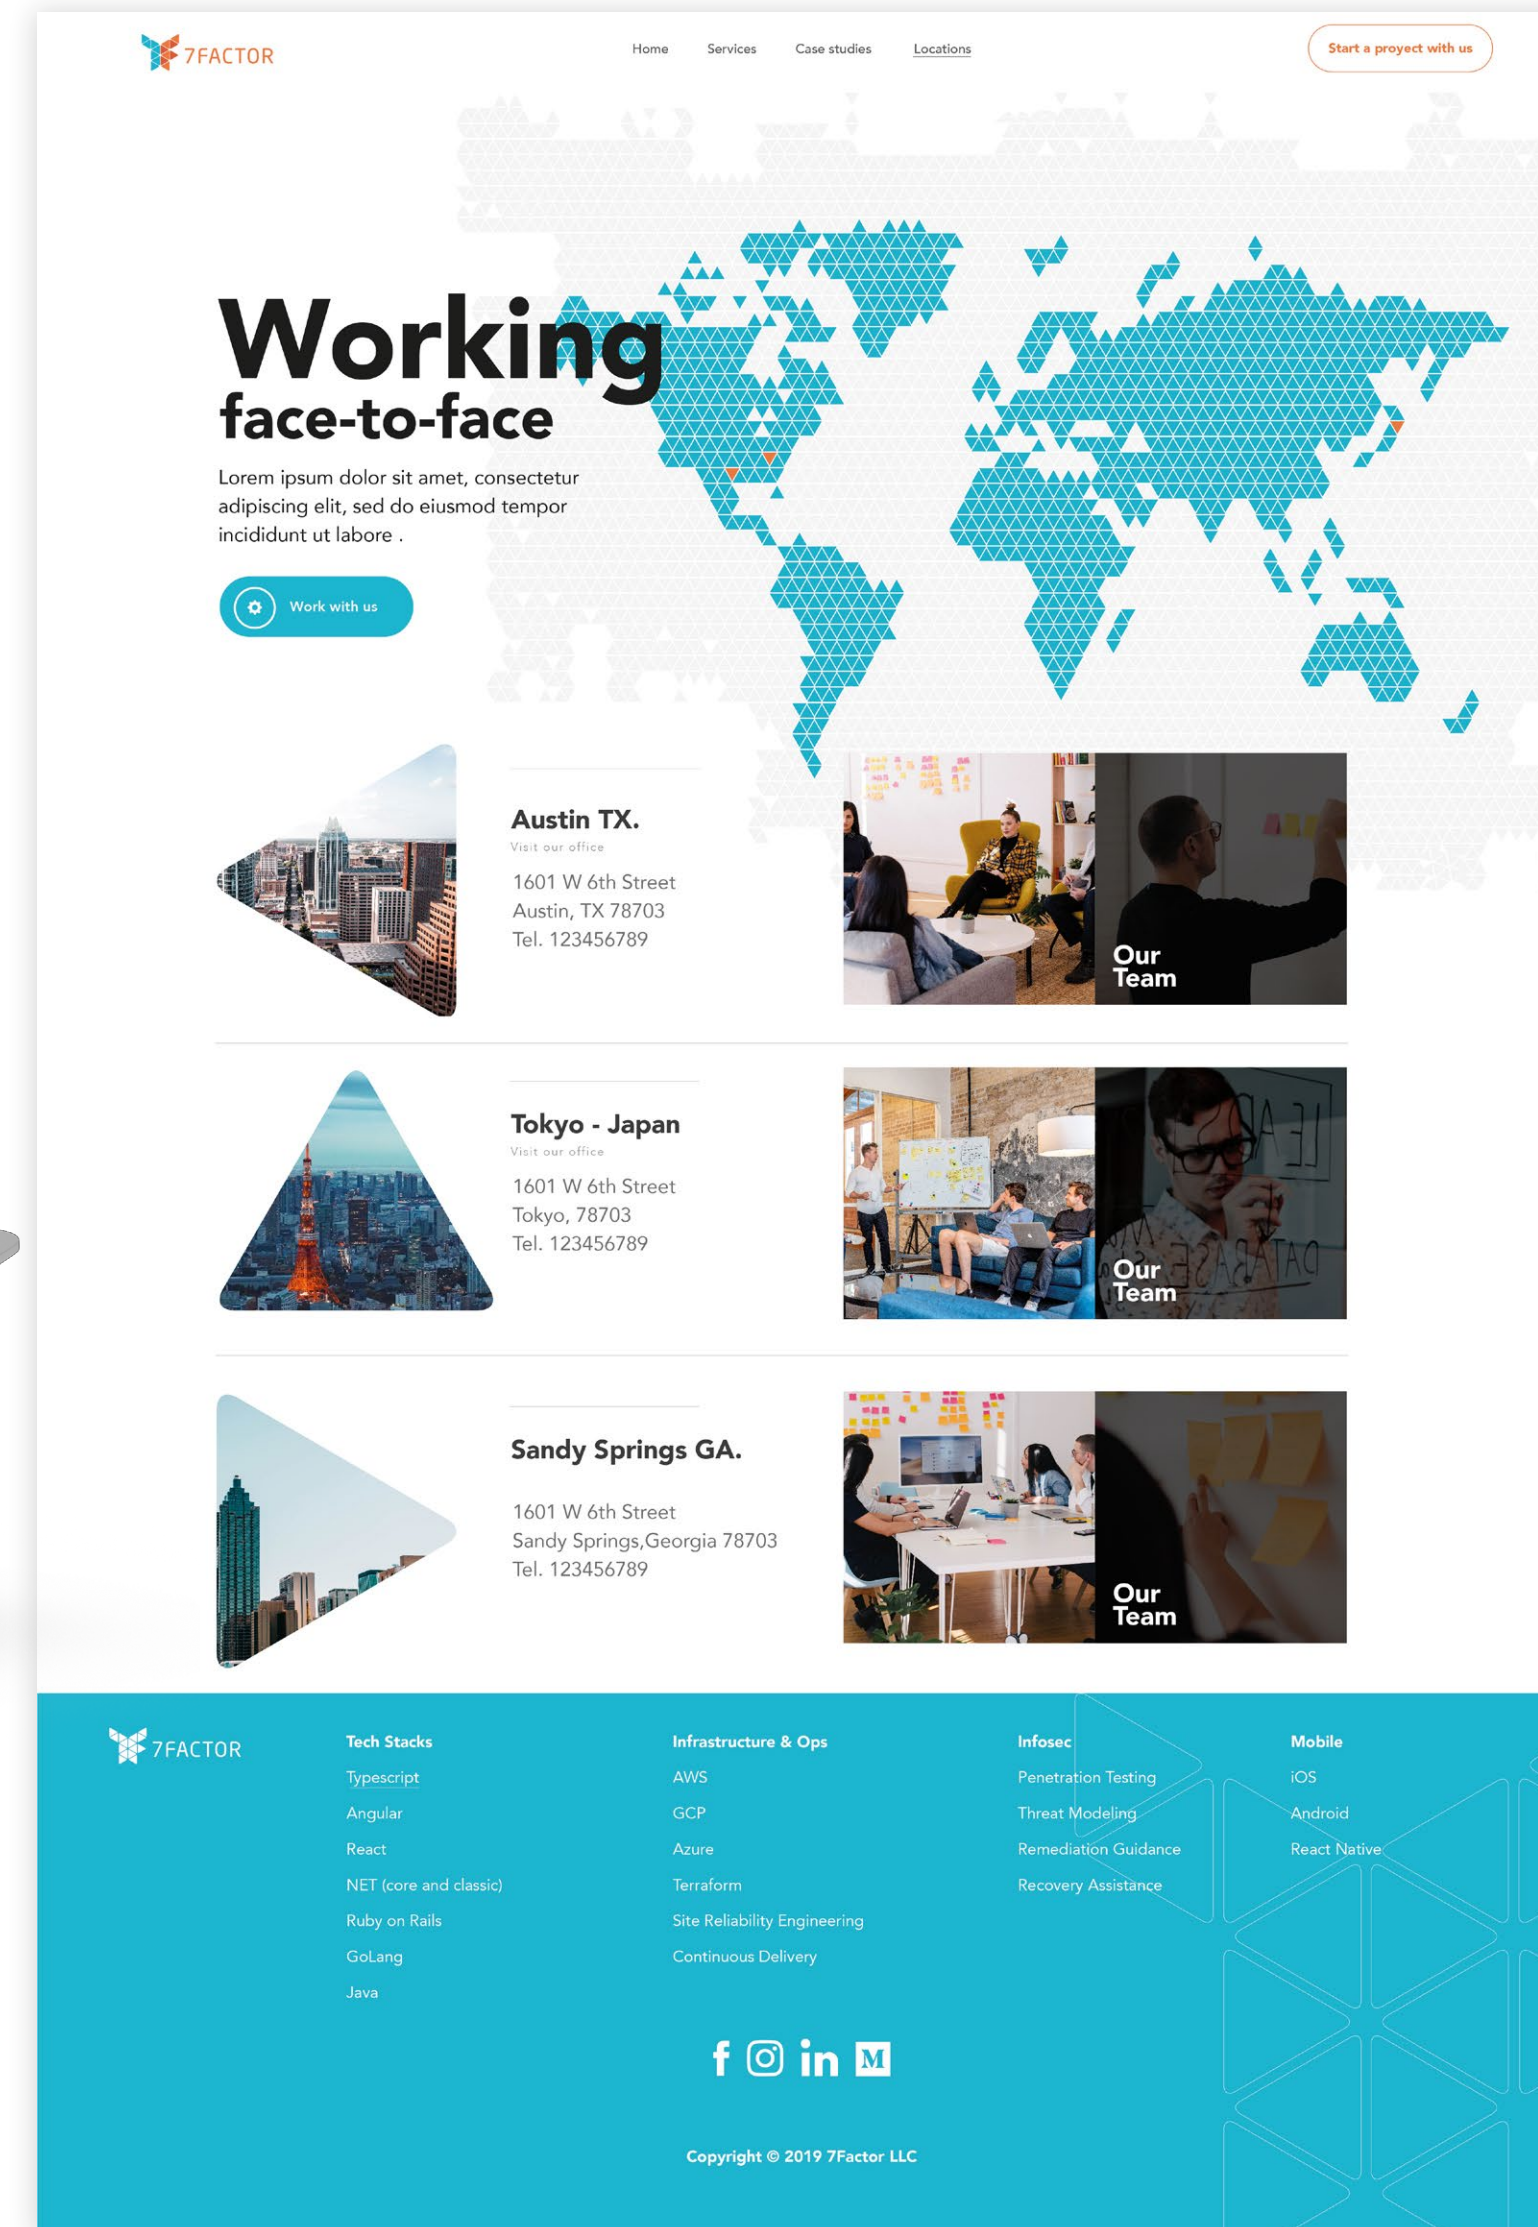 7FACTOR
Home
Services
Case studies
Locations
Start a proyect with us
Working
face-to-face
Lorem ipsum dolor sit amet, consectetur
adipiscing elit, sed do eiusmod tempor
incididunt ut labore .
Work with us
Austin TX.
Visit our office
1601 W 6th Street
Austin, TX 78703
Tel. 123456789
Our
Team
Tokyo - Japan
Visit our office
1601 W 6th Street
Tokyo, 78703
Tel. 123456789
Our
Team
Sandy Springs GA.
1601 W 6th Street
Sandy Springs,Georgia 78703
Tel. 123456789
Our
Team
7FACTOR
Tech Stacks
Typescript
Angular
React
NET (core and classic)
Ruby on Rails
GoLang
Java
Infrastructure & Ops
AWS
GCP
Azure
Terraform
Site Reliability Engineering
Continuous Delivery
Infosec
Penetration Testing
Threat Modeling
Remediation Guidance
Recovery Assistance
Mobile
iOS
Android
React Native
f in M
Copyright © 2019 7Factor LLC